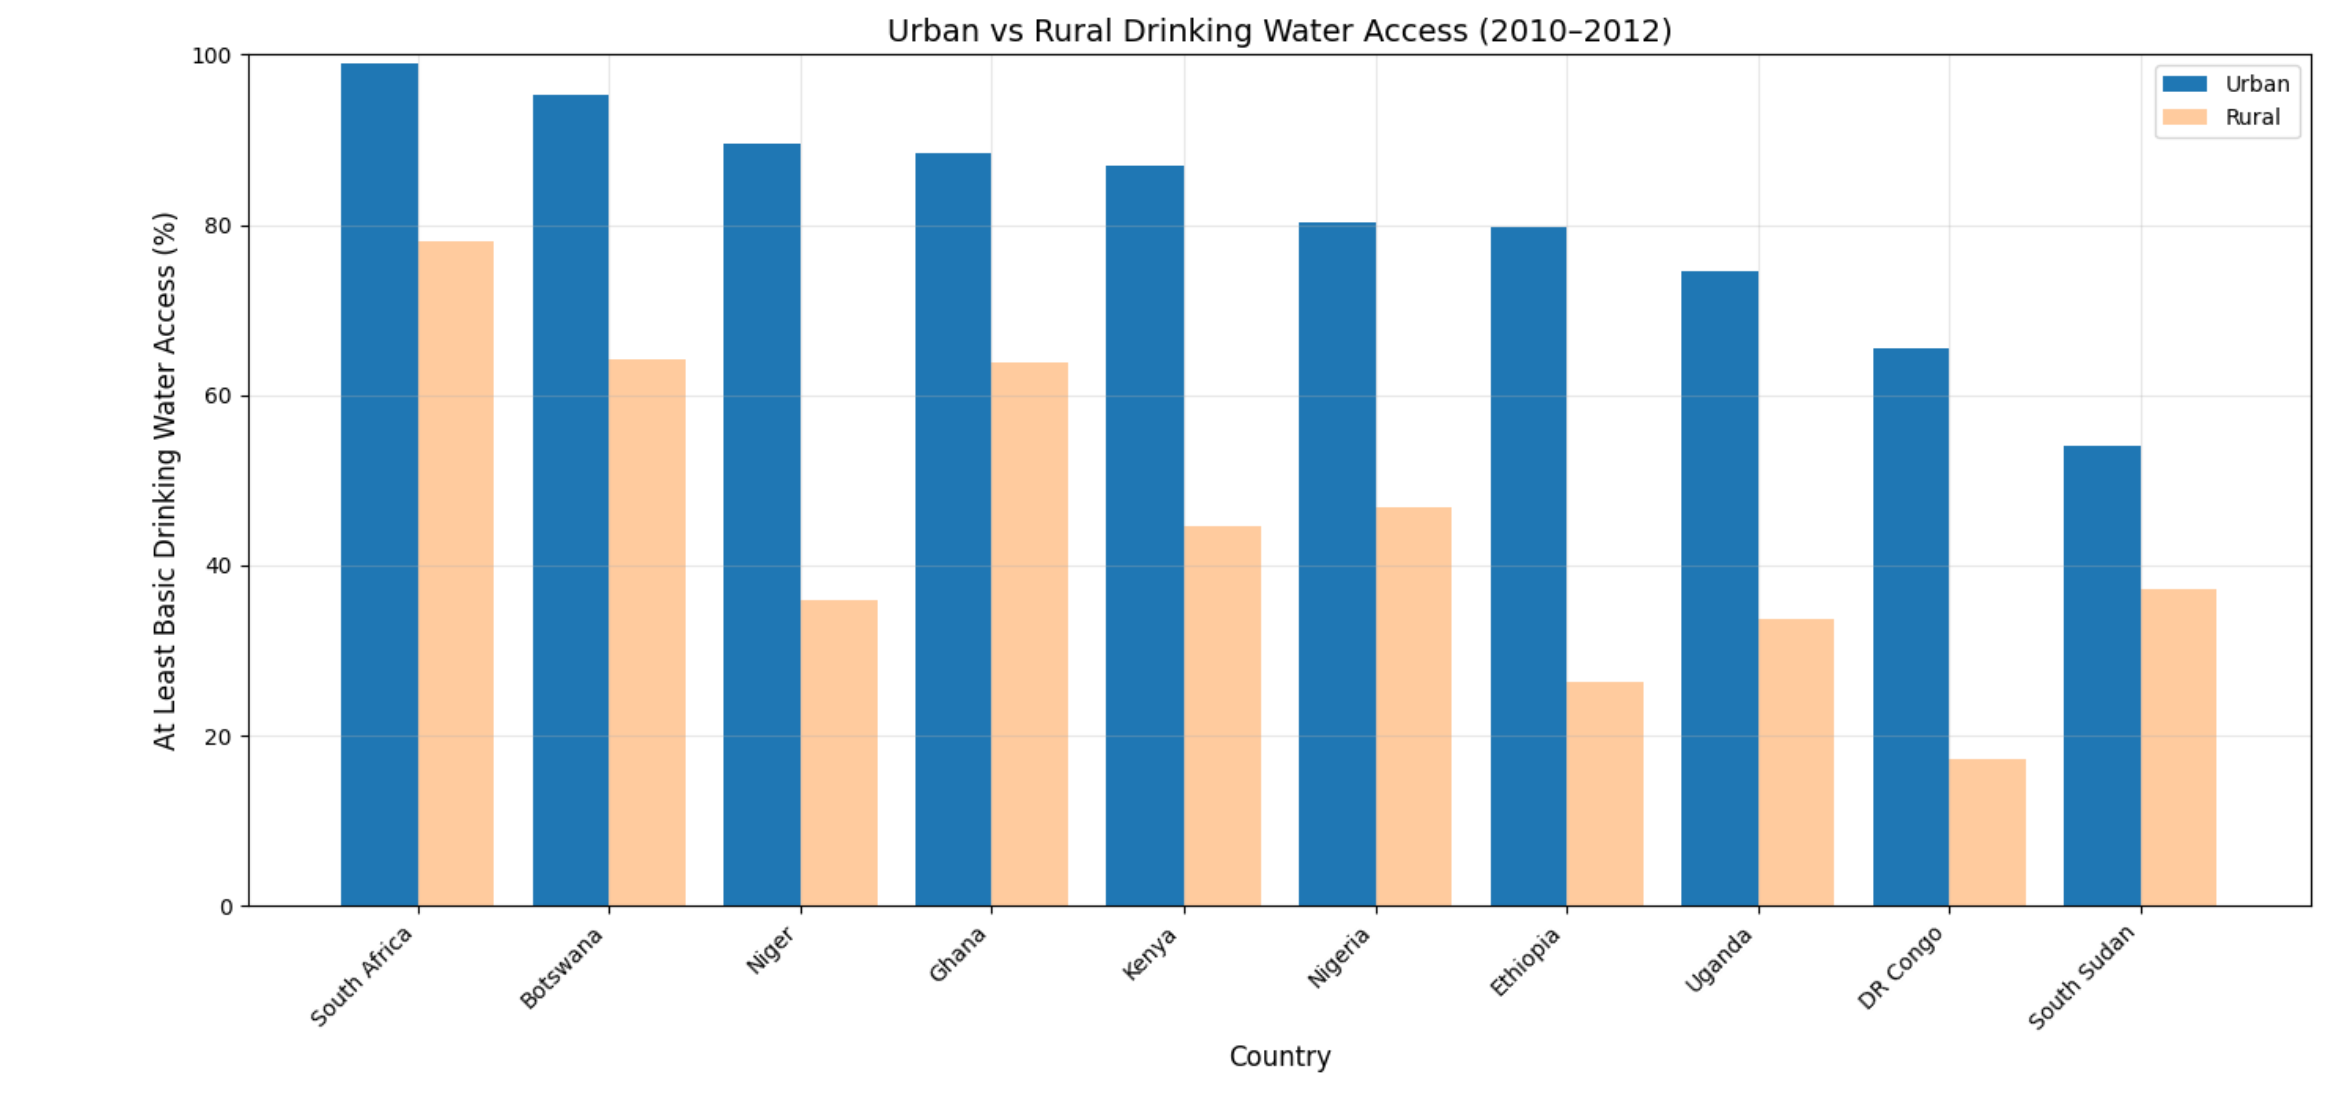 Urban vs Rural Drinking Water Access (2010–2012)
Urban
Rural
At Least Basic Drinking Water Access (%)
100
80
60
40
20
0
South Africa
Botswana
Niger
Ghana
Kenya
Nigeria
Ethiopia
Uganda
DR Congo
South Sudan
Country